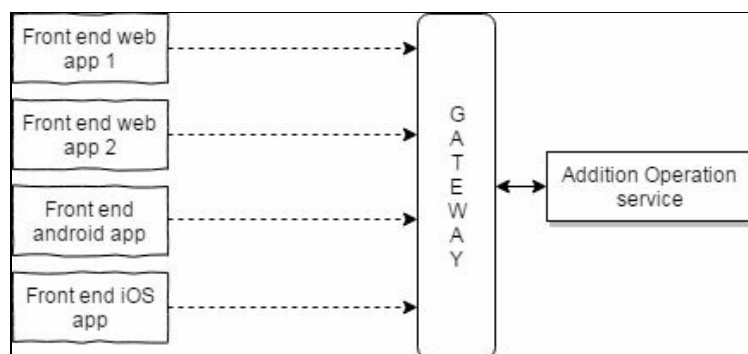 Front end web
app 1
Front end web
app 2
Front end
android app
Front end iOS
app
G
A
T
E
W
A
Y
Addition Operation
service